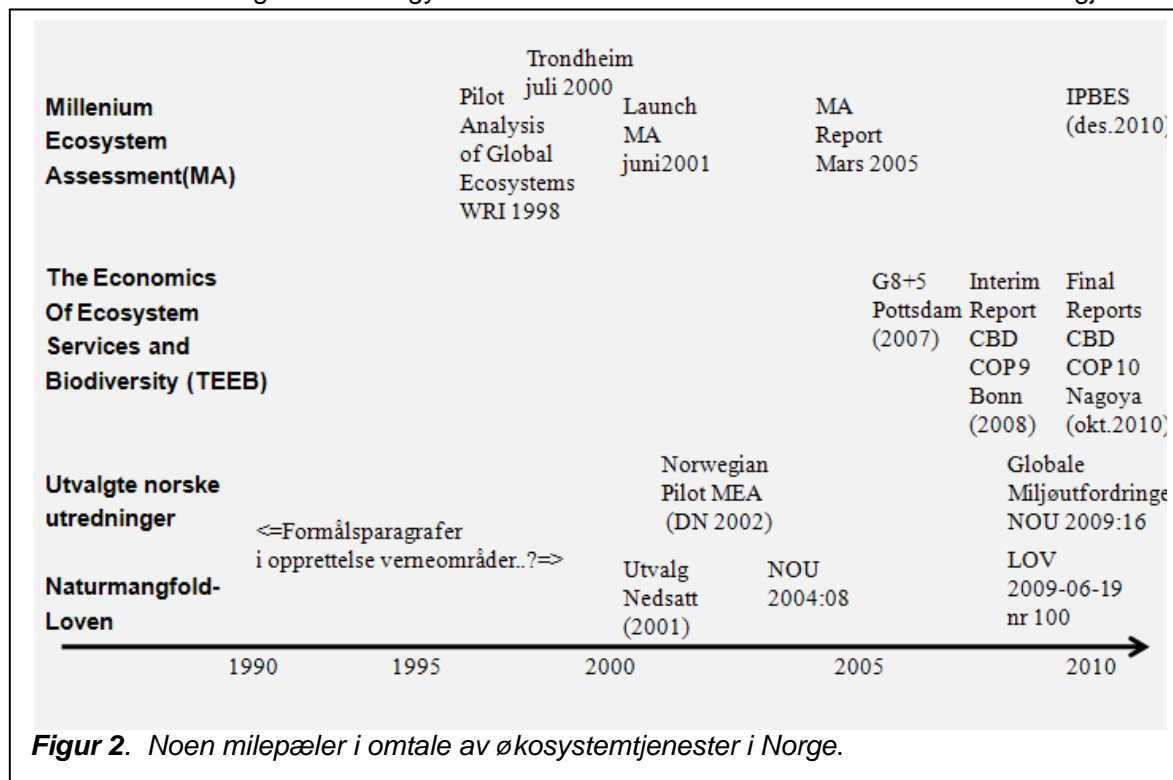 Millenium
Ecosystem
Assessment(MA)
Pilot
Analysis
of Global
Ecosystems
WRI 1998
Trondheim
juli 2000
Launch
MA
juni2001
MA
Report
Mars 2005
IPBES
(des.2010)
The Economics
Of Ecosystem
Services and
Biodiversity (TEEB)
G8+5
Pottsdam
(2007)
Interim
Report
CBD
COP9
Bonn
(2008)
Final
Reports
CBD
COP10
Nagoya
(okt.2010)
Utvalgte norske
utredninger
<=Formålsparagrafer
i opprettelse verneområder..?=>
Norwegian
Pilot MEA
(DN 2002)
Globale
Miljøutfordringe
NOU 2009:16
Naturmangfold-
Loven
Utvalg
Nedsatt
(2001)
NOU
2004:08
LOV
2009-06-19
nr 100
1990 1995 2000 2005 2010
Figur 2. Noen milepæler i omtale av økosystemtjenester i Norge.